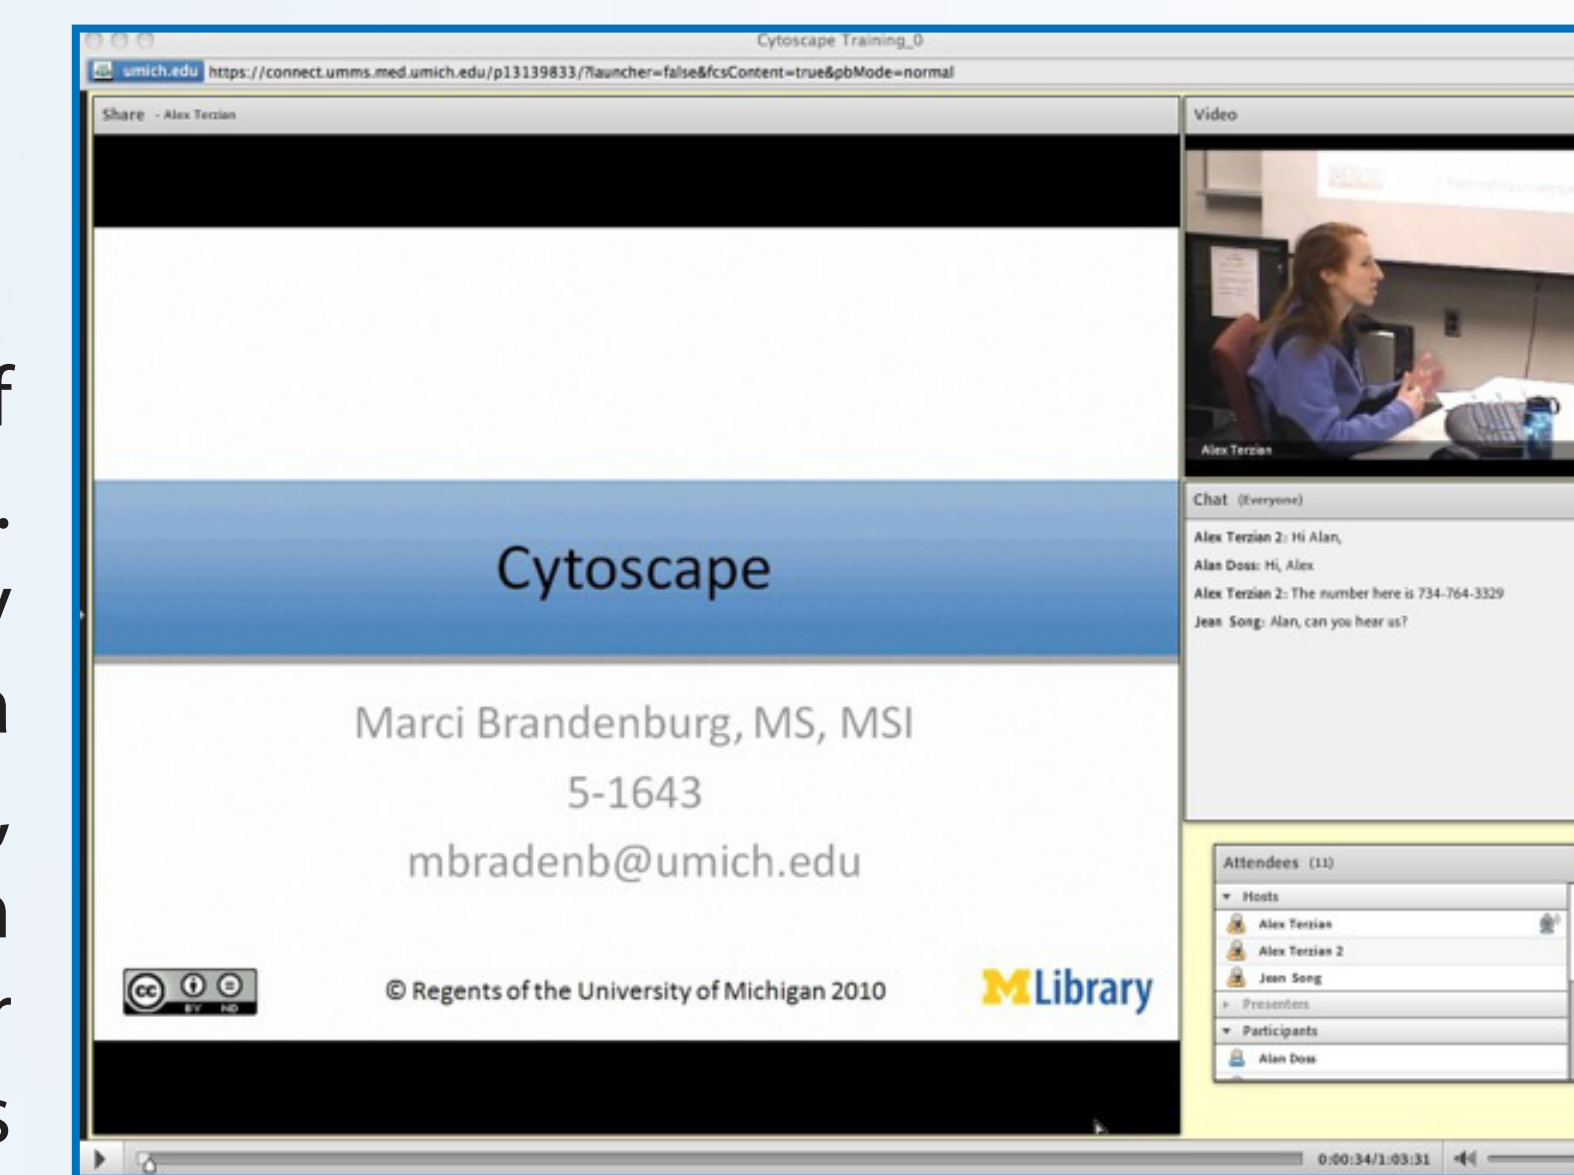 f
.
y
n
,
n
r
s
Cytoscape Training_0
umich.edu https://connect.umms.med.umich.edu/p13139833/?launcher=false&fcsContent=true&pbMode=normal
Share - Alex Terzian
Cytoscape
Marci Brandenburg, MS, MSI
5-1643
mbradenb@umich.edu
cc BY ND
© Regents of the University of Michigan 2010
M Library
Video
Alex Terzian
Chat (Everyone)
Alex Terzian 2: Hi Alan,
Alan Doss: Hi, Alex
Alex Terzian 2: The number here is 734-764-3329
Jean Song: Alan, can you hear us?
Attendees (11)
Hosts
Alex Terzian
Alex Terzian 2
Jean Song
Presenters
Participants
Alan Doss
0:00:34/1:03:31